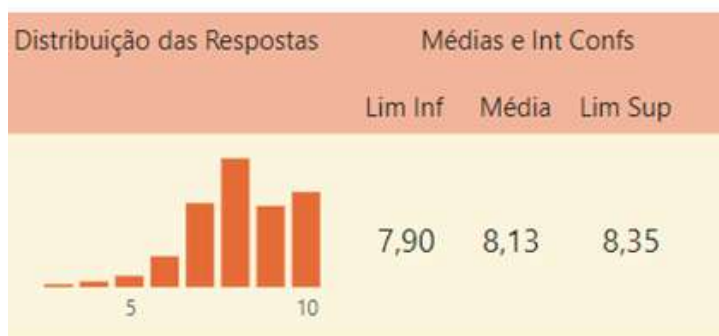 Distribuição das Respostas Médias e Int Confs
Lim Inf Média Lim Sup
7,90 8,13 8,35
5 10